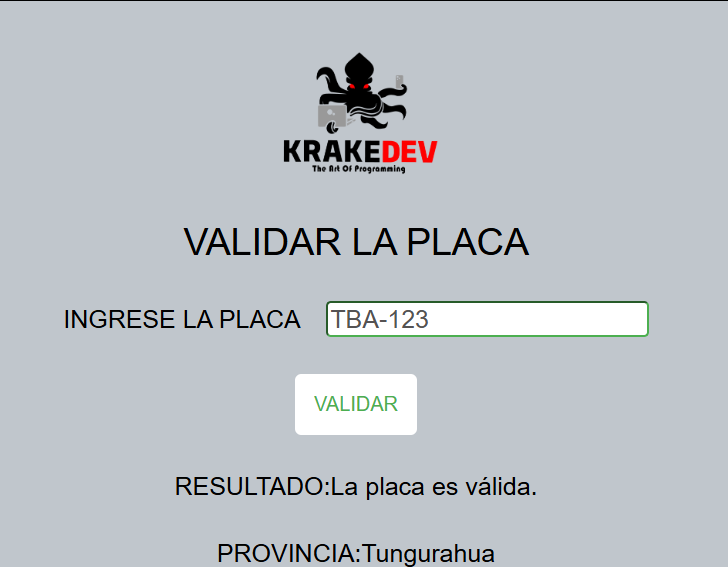 KRAKEDEV
The Art Of Programming
VALIDAR LA PLACA
INGRESE LA PLACA TBA-123
VALIDAR
RESULTADO:La placa es válida.
PROVINCIA:Tungurahua